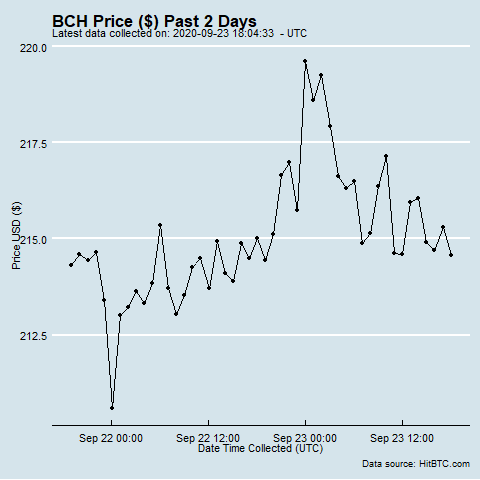 BCH Price ($) Past 2 Days
Latest data collected on: 2020-09-23 18:04:33 - UTC
220.0
217.5
215.0
212.5
Price USD ($)
Sep 22 00:00 Sep 22 12:00 Sep 23 00:00 Sep 23 12:00
Date Time Collected (UTC)
Data source: HitBTC.com